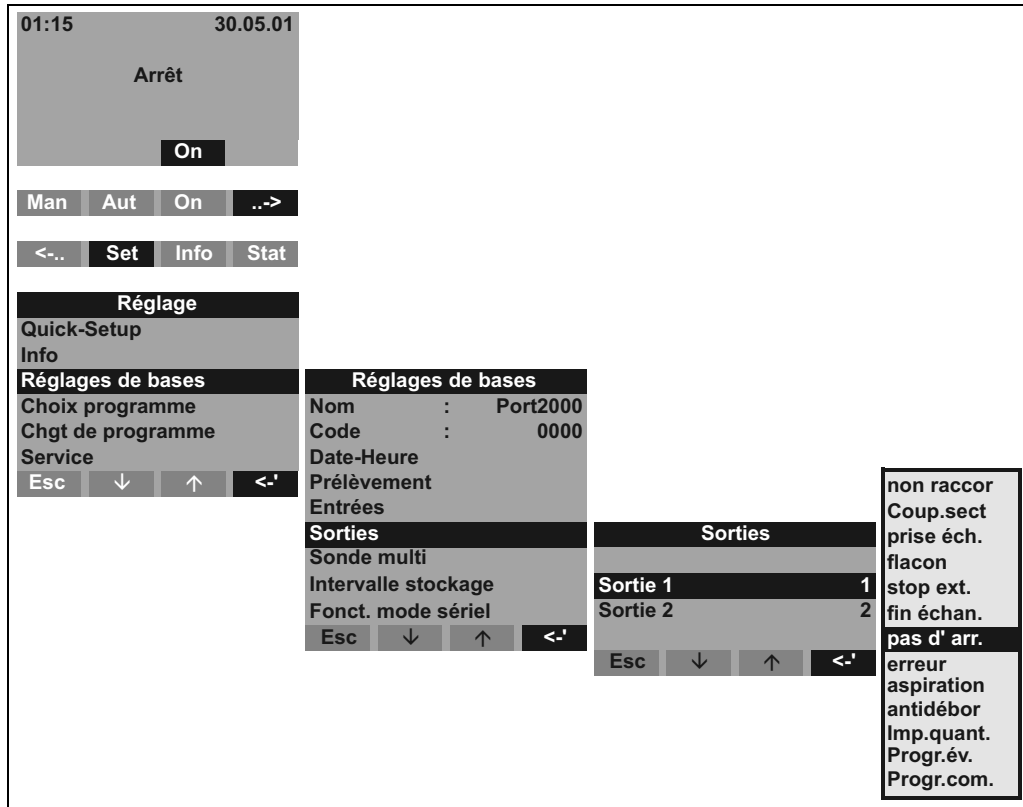 01:15 30.05.01
Arrêt
On
Man Aut On ..->
<-.. Set Info Stat
Réglage
Quick-Setup
Info
Réglages de bases
Choix programme
Chgt de programme
Service
Esc ↓ ↑ <-'
Réglages de bases
Nom : Port2000
Code : 0000
Date-Heure
Prélèvement
Entrées
Sorties
Sonde multi
Intervalle stockage
Fonct. mode sériel
Esc ↓ ↑ <-'
Sorties
Sortie 1 1
Sortie 2 2
Esc ↓ ↑ <-'
non raccor
Coup.sect
prise éch.
flacon
stop ext.
fin échan.
pas d' arr.
erreur
aspiration
antidébor
Imp.quant.
Progr.év.
Progr.com.